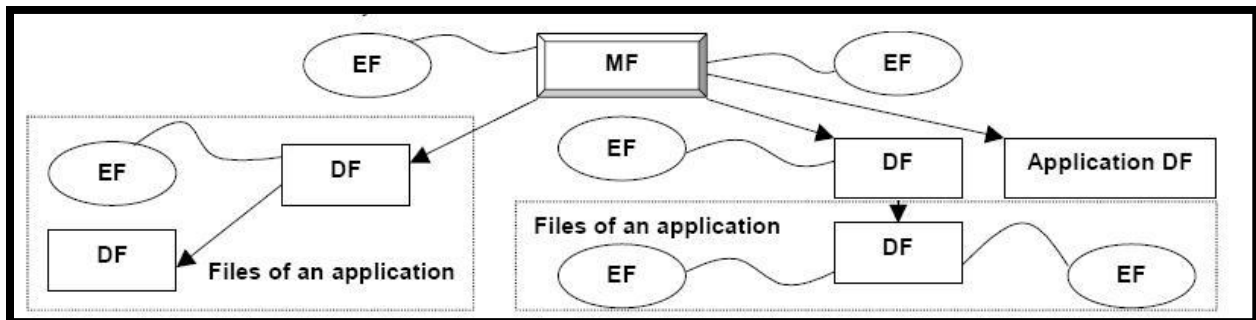 EF
MF
EF
EF
EF
DF
DF
Application DF
DF
Files of an application
Files of an application
DF
EF
EF